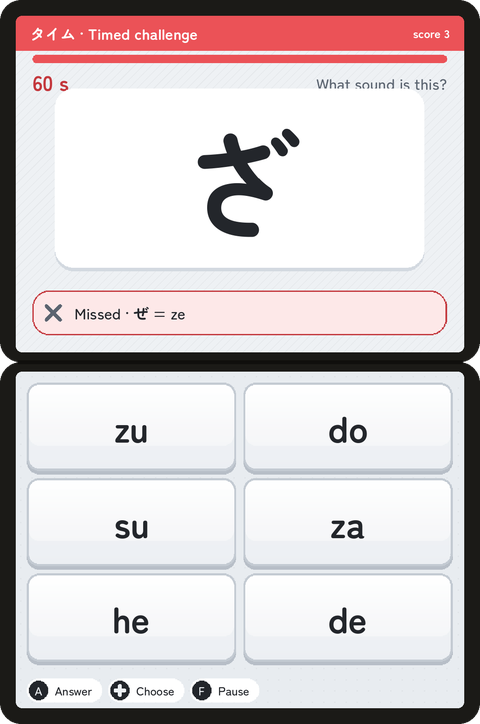 タイム · Timed challenge
score 3
60 s
What sound is this?
ざ
Missed · ぜ = ze
zu
do
su
za
he
de
A Answer
Choose
F Pause